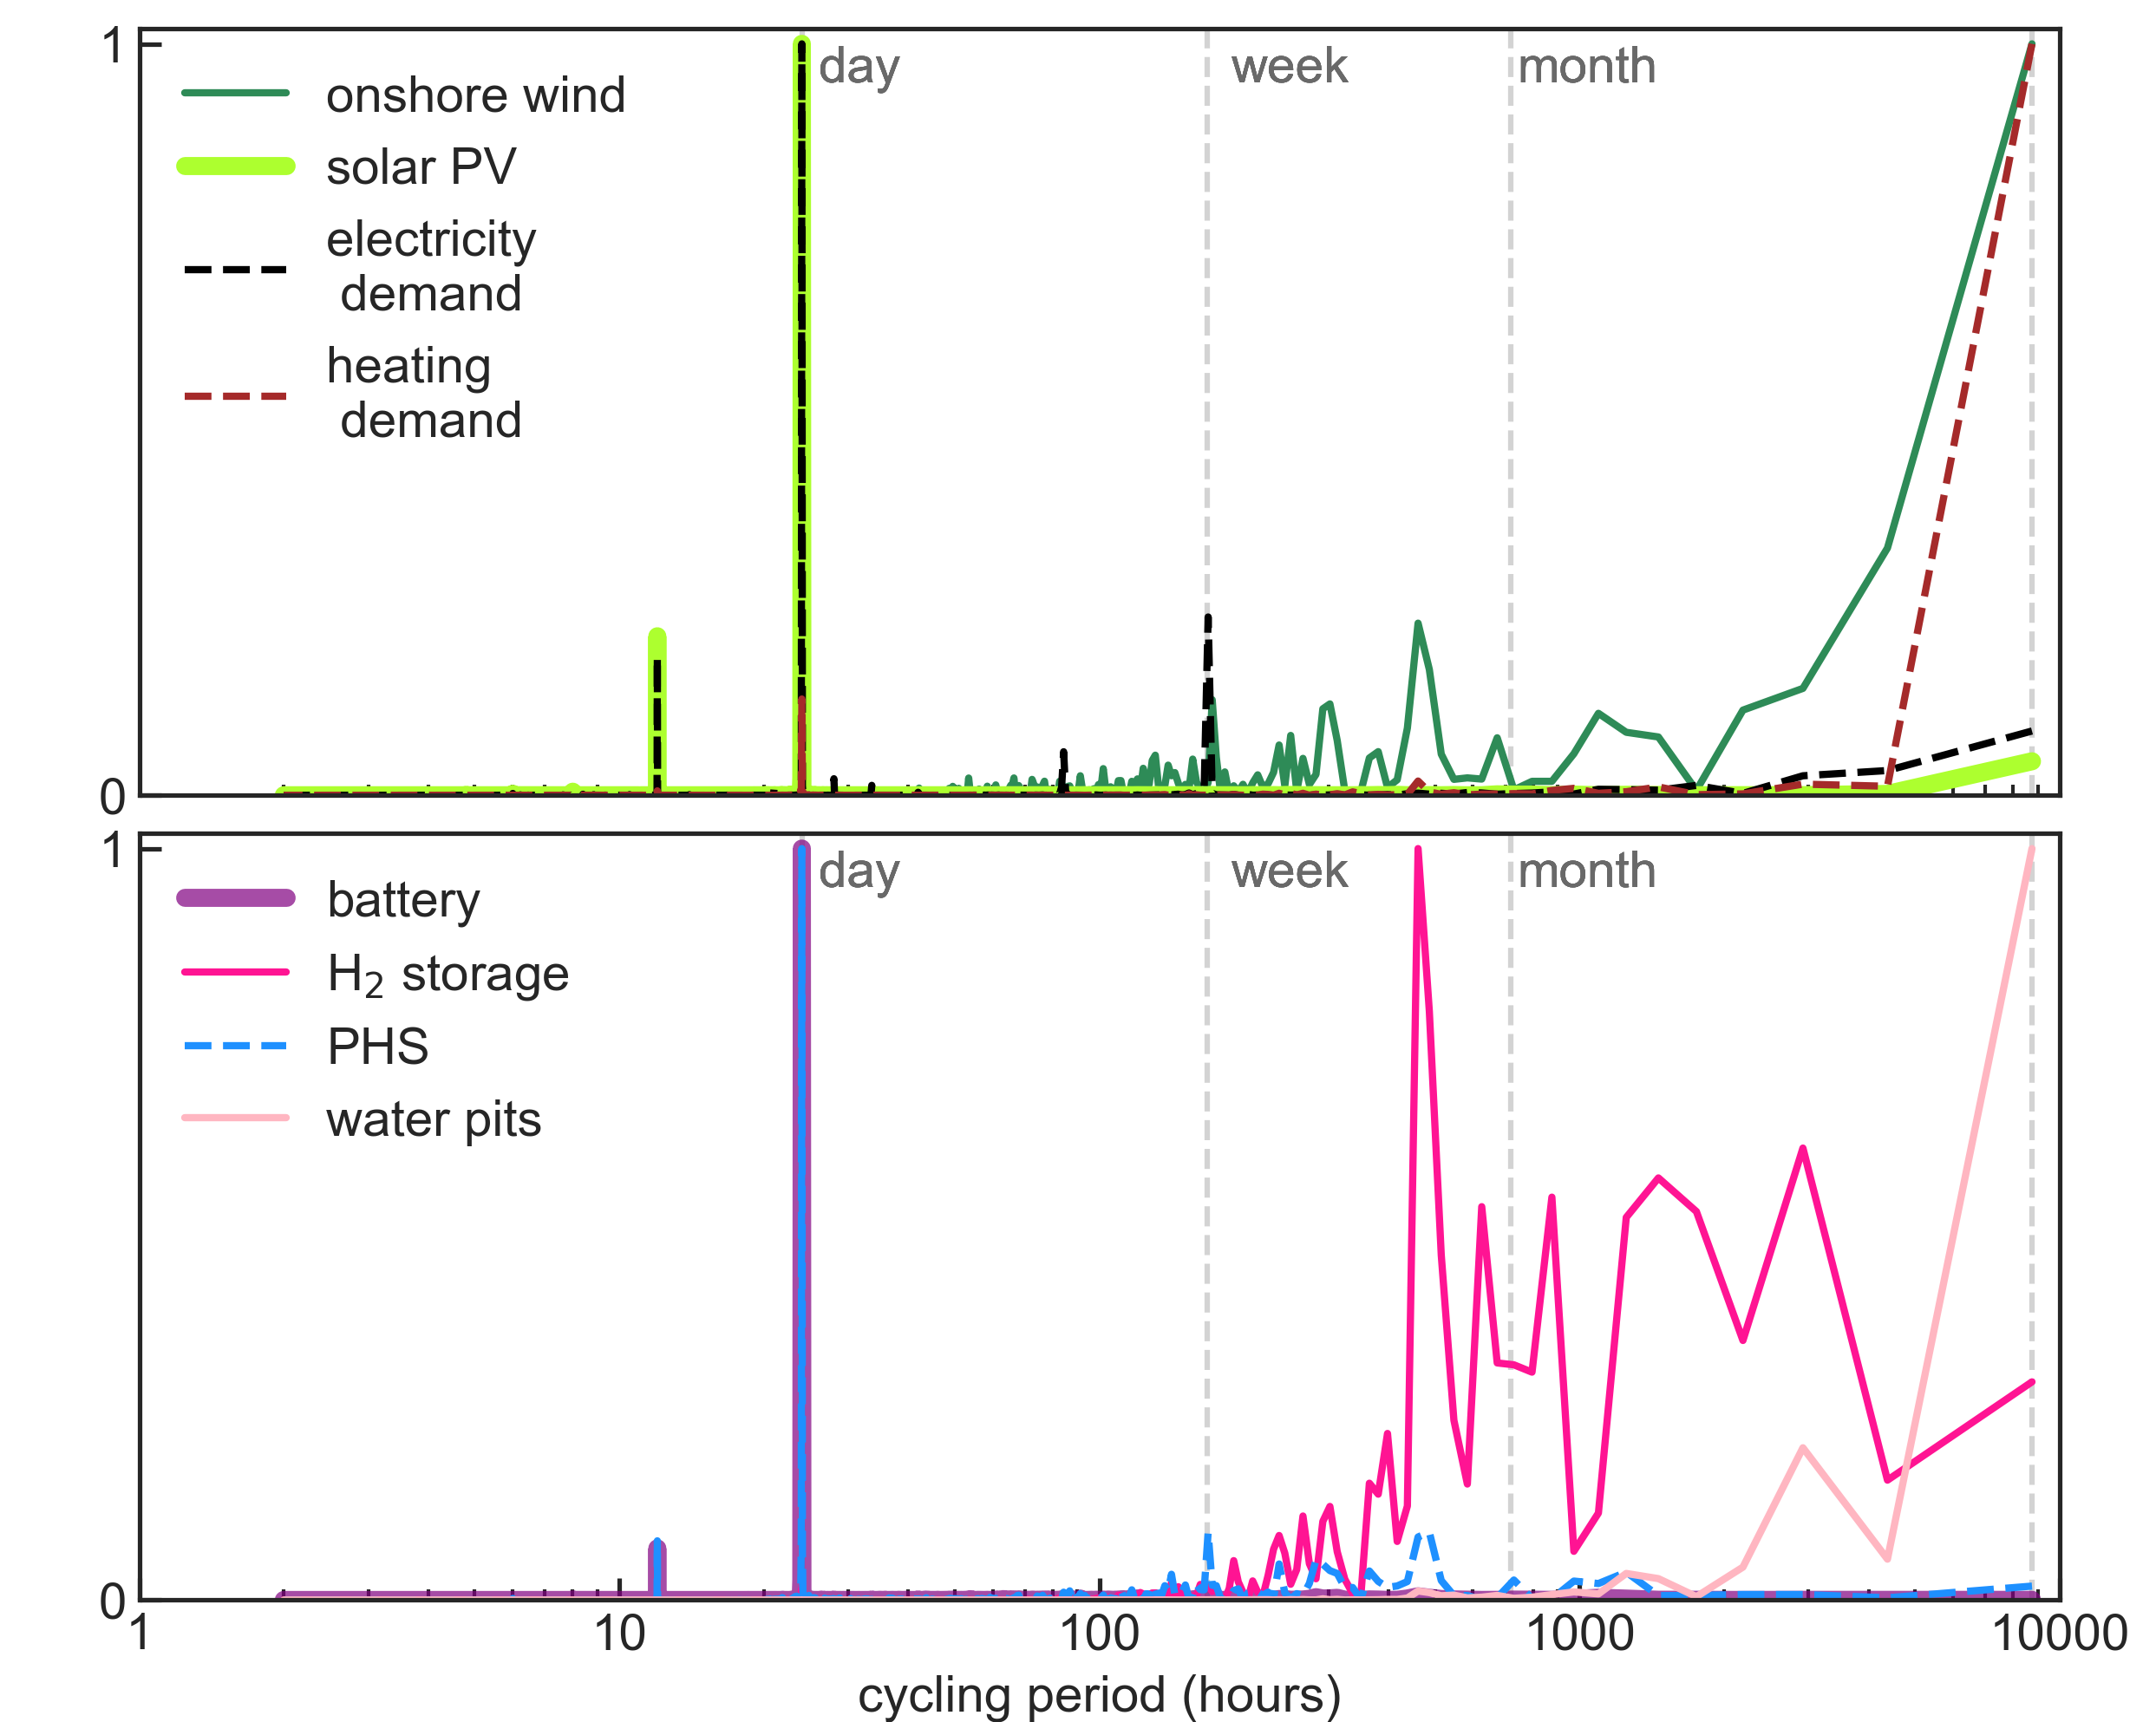 1
day
week
month
onshore wind
solar PV
electricity
demand
heating
demand
0
1
day
week
month
battery
H₂ storage
PHS
water pits
0
1
10
100
1000
10000
cycling period (hours)